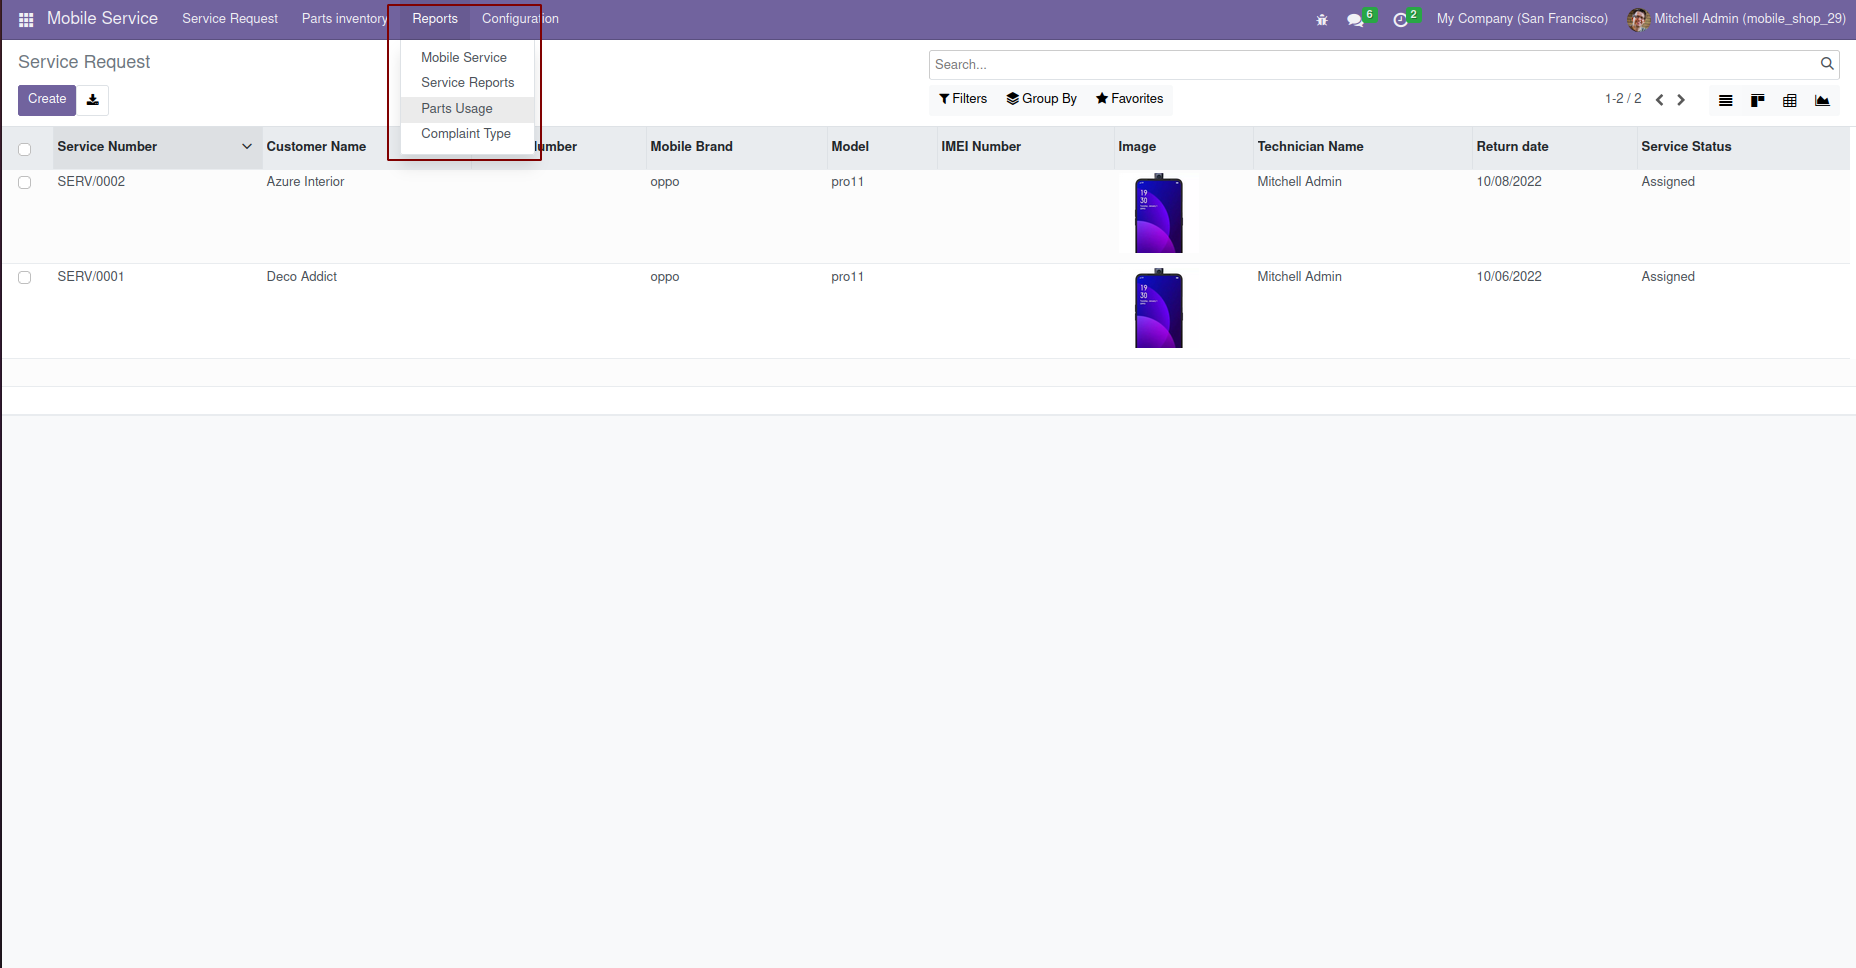 Mobile Service Service Request Parts inventory Reports Configuration 6 2 My Company (San Francisco) Mitchell Admin (mobile_shop_29)
Service Request
Search...
Mobile Service
Service Reports
Parts Usage
Complaint Type
Create
Filters Group By Favorites 1-2 / 2
Service Number Customer Name umber Mobile Brand Model IMEI Number Image Technician Name Return date Service Status
SERV/0002 Azure Interior oppo pro11 Mitchell Admin 10/08/2022 Assigned
19
30
SERV/0001 Deco Addict oppo pro11 Mitchell Admin 10/06/2022 Assigned
19
30